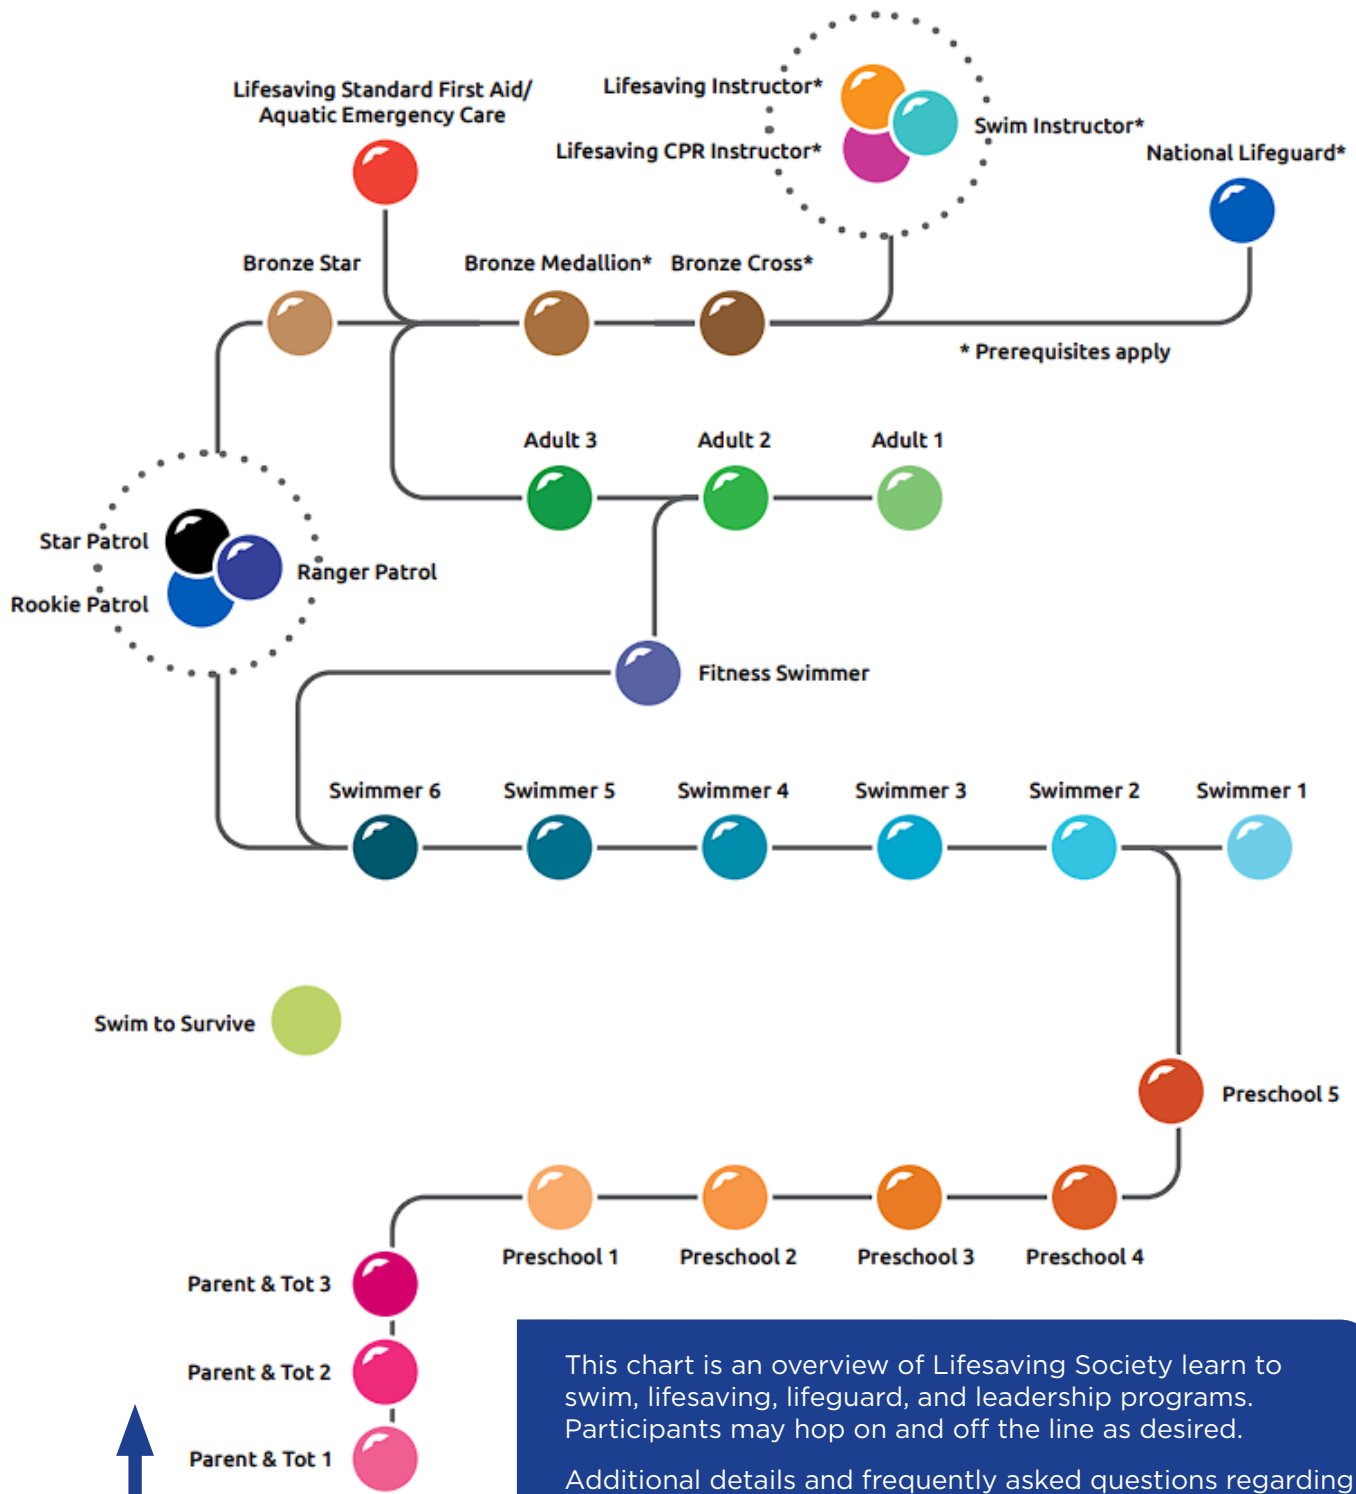 Lifesaving Standard First Aid/
Aquatic Emergency Care
Lifesaving Instructor*
Swim Instructor*
Lifesaving CPR Instructor*
National Lifeguard*
Bronze Star
Bronze Medallion*
Bronze Cross*
* Prerequisites apply
Adult 3
Adult 2
Adult 1
Star Patrol
Ranger Patrol
Rookie Patrol
Fitness Swimmer
Swimmer 6
Swimmer 5
Swimmer 4
Swimmer 3
Swimmer 2
Swimmer 1
Swim to Survive
Preschool 5
Preschool 1
Preschool 2
Preschool 3
Preschool 4
Parent & Tot 3
Parent & Tot 2
Parent & Tot 1
This chart is an overview of Lifesaving Society learn to
swim, lifesaving, lifeguard, and leadership programs.
Participants may hop on and off the line as desired.
Additional details and frequently asked questions regarding